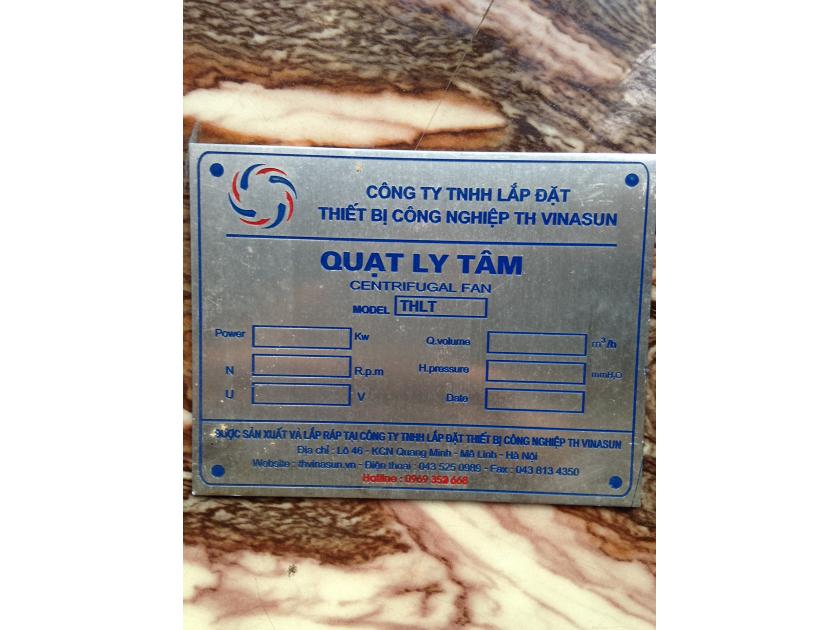 CÔNG TY TNHH LẮP ĐẶT
THIẾT BỊ CÔNG NGHIỆP TH VINASUN
QUẠT LY TÂM
CENTRIFUGAL FAN
MODEL THLT
Power Kw
N R.p.m
U V
Q.volume m³/h
H.pressure mmH₂O
Date
ĐƯỢC SẢN XUẤT VÀ LẮP RÁP TẠI CÔNG TY TNHH LẮP ĐẶT THIẾT BỊ CÔNG NGHIỆP TH VINASUN
Địa chỉ : Lô 46 - KCN Quang Minh - Mê Linh - Hà Nội
Website : thvinasun.vn - Điện thoại : 043 525 0989 - Fax : 043 813 4350
Hotline : 0969 352 668